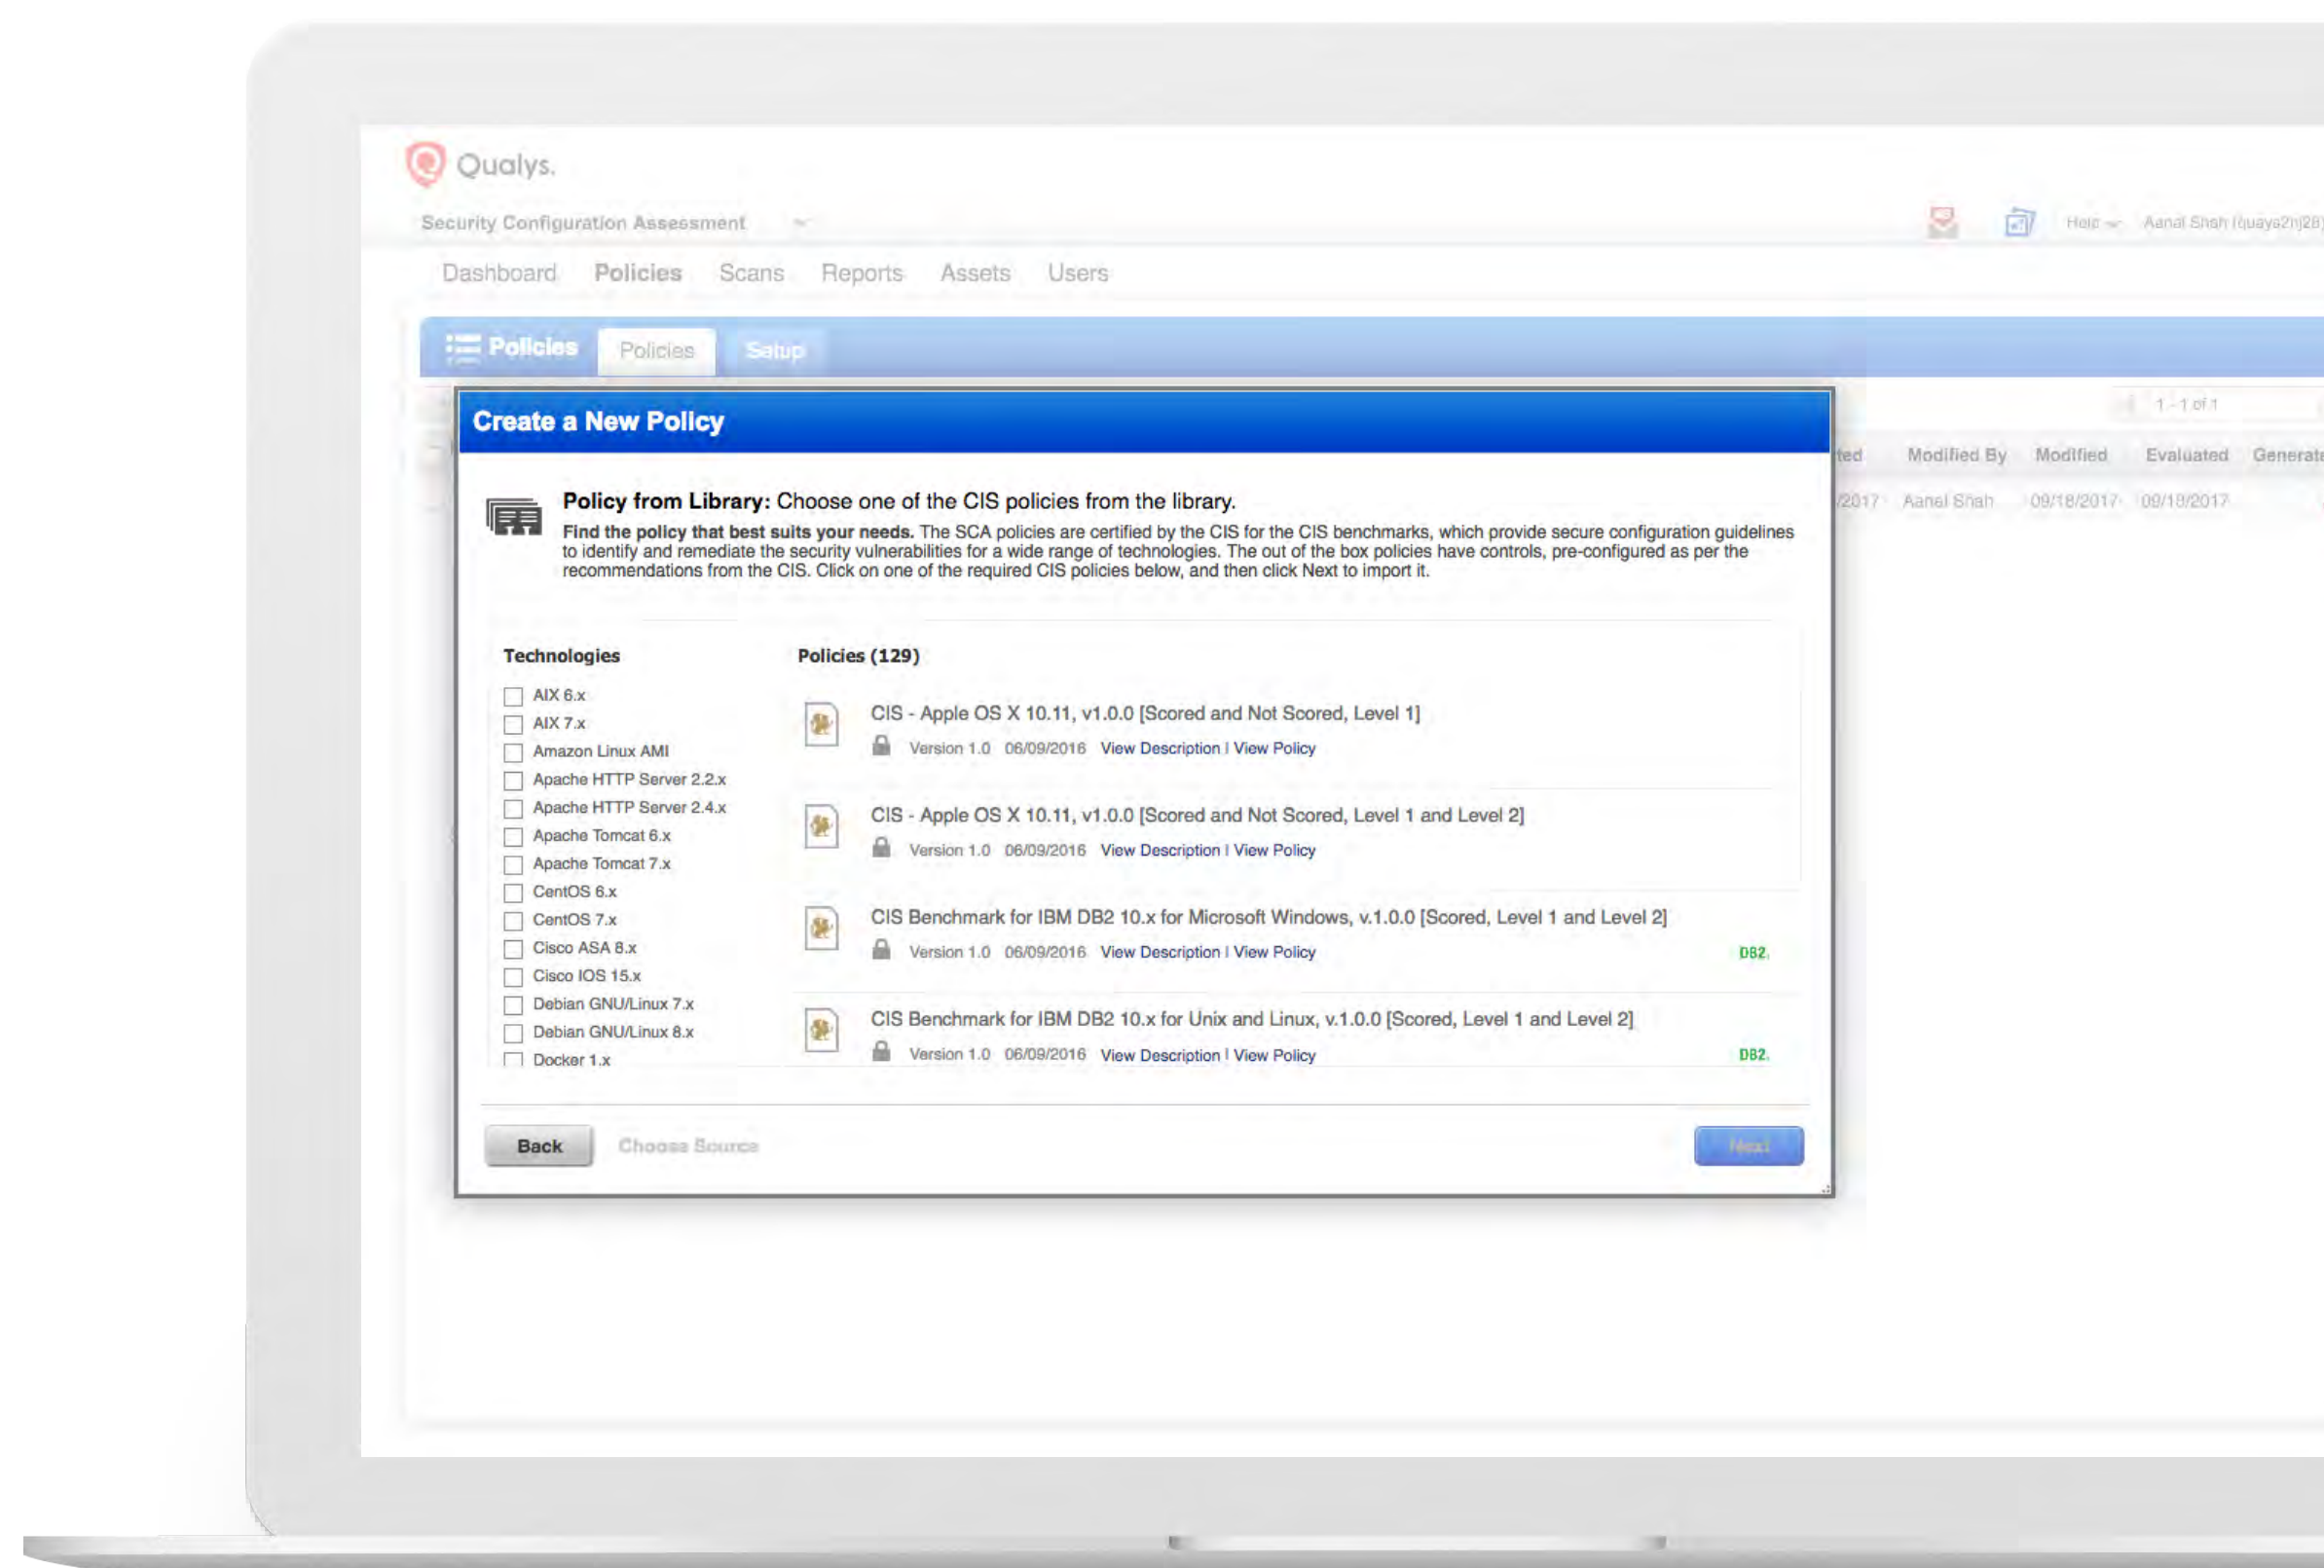 Qualys.
Security Configuration Assessment
Help Aanal Shah (quays2hj28)
Dashboard Policies Scans Reports Assets Users
Policies Policies Setup
1 - 1 of 1
Create a New Policy
Modified By Modified Evaluated
Policy from Library: Choose one of the CIS policies from the library.
/2017 Aanal Shah 09/18/2017 09/18/2017
Find the policy that best suits your needs. The SCA policies are certified by the CIS for the CIS benchmarks, which provide secure configuration guidelines
to identify and remediate the security vulnerabilities for a wide range of technologies. The out of the box policies have controls, pre-configured as per the
recommendations from the CIS. Click on one of the required CIS policies below, and then click Next to import it.
Technologies
AIX 6.x
AIX 7.x
Amazon Linux AMI
Apache HTTP Server 2.2.x
Apache HTTP Server 2.4.x
Apache Tomcat 6.x
Apache Tomcat 7.x
CentOS 6.x
CentOS 7.x
Cisco ASA 8.x
Cisco IOS 15.x
Debian GNU/Linux 7.x
Debian GNU/Linux 8.x
Docker 1.x
Policies (129)
CIS - Apple OS X 10.11, v1.0.0 [Scored and Not Scored, Level 1]
Version 1.0 06/09/2016 View Description | View Policy
CIS - Apple OS X 10.11, v1.0.0 [Scored and Not Scored, Level 1 and Level 2]
Version 1.0 06/09/2016 View Description | View Policy
CIS Benchmark for IBM DB2 10.x for Microsoft Windows, v.1.0.0 [Scored, Level 1 and Level 2]
Version 1.0 06/09/2016 View Description | View Policy DB2.
CIS Benchmark for IBM DB2 10.x for Unix and Linux, v.1.0.0 [Scored, Level 1 and Level 2]
Version 1.0 06/09/2016 View Description | View Policy DB2.
Back Choose Source Next